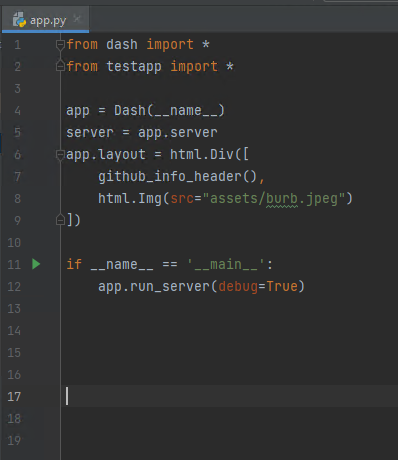 app.py
1 from dash import *
2 from testapp import *
3
4 app = Dash(__name__)
5 server = app.server
6 app.layout = html.Div([
7     github_info_header(),
8     html.Img(src="assets/burb.jpeg")
9 ])
10
11 if __name__ == '__main__':
12     app.run_server(debug=True)
13
14
15
16
17
18
19